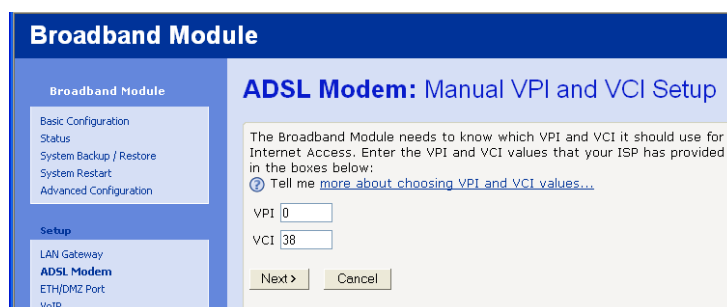 Broadband Module
Broadband Module
Basic Configuration
Status
System Backup / Restore
System Restart
Advanced Configuration
Setup
LAN Gateway
ADSL Modem
ETH/DMZ Port
VoIP
ADSL Modem: Manual VPI and VCI Setup
The Broadband Module needs to know which VPI and VCI it should use for
Internet Access. Enter the VPI and VCI values that your ISP has provided
in the boxes below:
Tell me more about choosing VPI and VCI values...
VPI 0
VCI 38
Next > Cancel